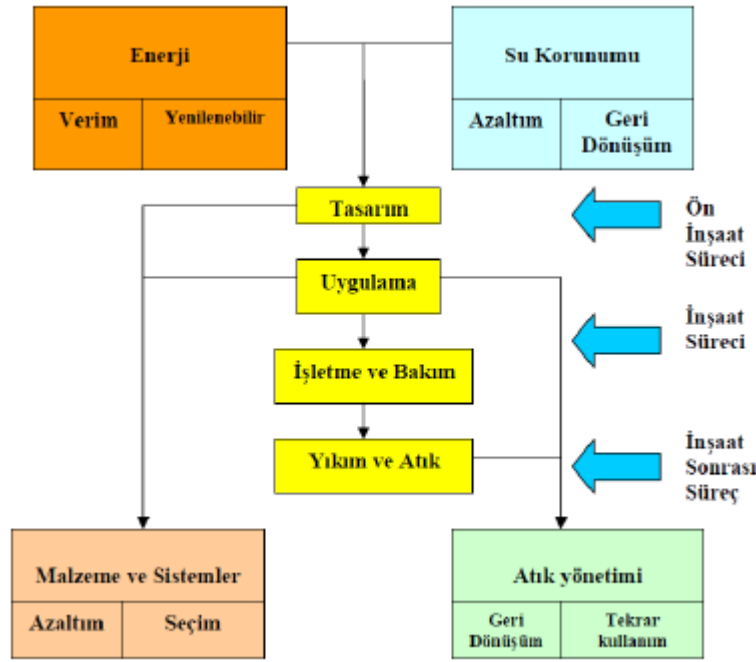 Enerji
Verim
Yenilenebilir
Su Korunumu
Azaltım
Geri
Dönüşüm
Tasarım
Ön
İnşaat
Süreci
Uygulama
İnşaat
Süreci
İşletme ve Bakım
Yıkım ve Atık
İnşaat
Sonrası
Süreç
Malzeme ve Sistemler
Azaltım
Seçim
Atık yönetimi
Geri
Dönüşüm
Tekrar
kullanım